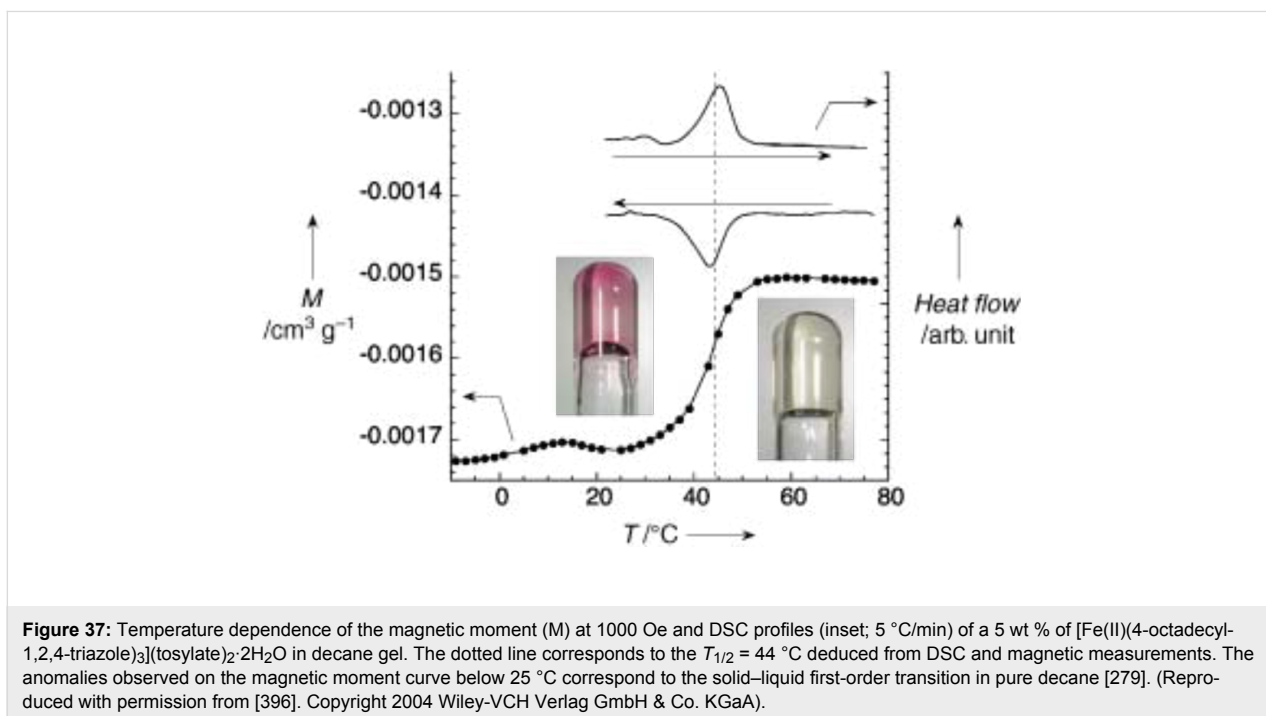 -0.0013
-0.0014
-0.0015
-0.0016
-0.0017
M
/cm³ g⁻¹
Heat flow
/arb. unit
0 20 40 60 80
T /°C
Figure 37: Temperature dependence of the magnetic moment (M) at 1000 Oe and DSC profiles (inset; 5 °C/min) of a 5 wt % of [Fe(II)(4-octadecyl-
1,2,4-triazole)₃](tosylate)₂·2H₂O in decane gel. The dotted line corresponds to the T₁/₂ = 44 °C deduced from DSC and magnetic measurements. The
anomalies observed on the magnetic moment curve below 25 °C correspond to the solid–liquid first-order transition in pure decane [279]. (Repro-
duced with permission from [396]. Copyright 2004 Wiley-VCH Verlag GmbH & Co. KGaA).